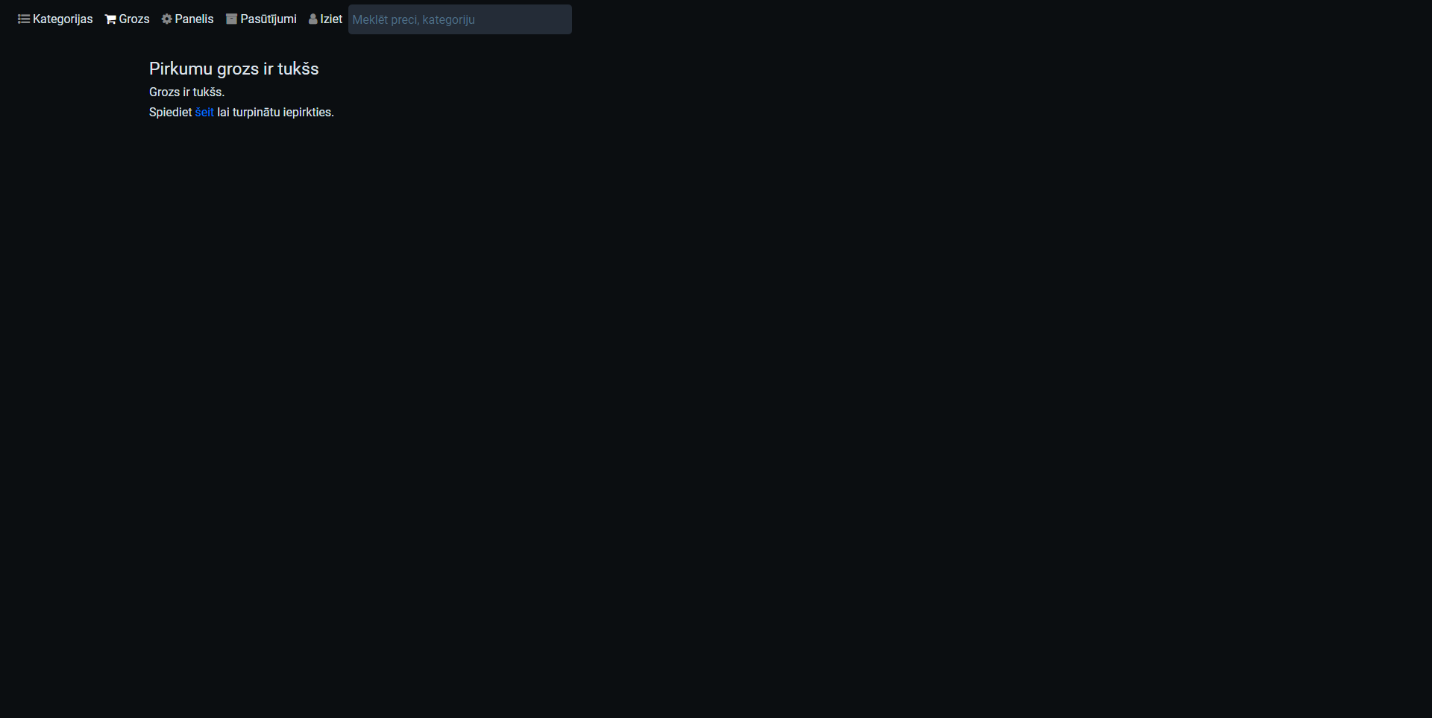 Kategorijas Grozs Panelis Pasūtījumi Iziet Meklēt preci, kategoriju
Pirkumu grozs ir tukšs
Grozs ir tukšs.
Spiediet šeit lai turpinātu iepirkties.